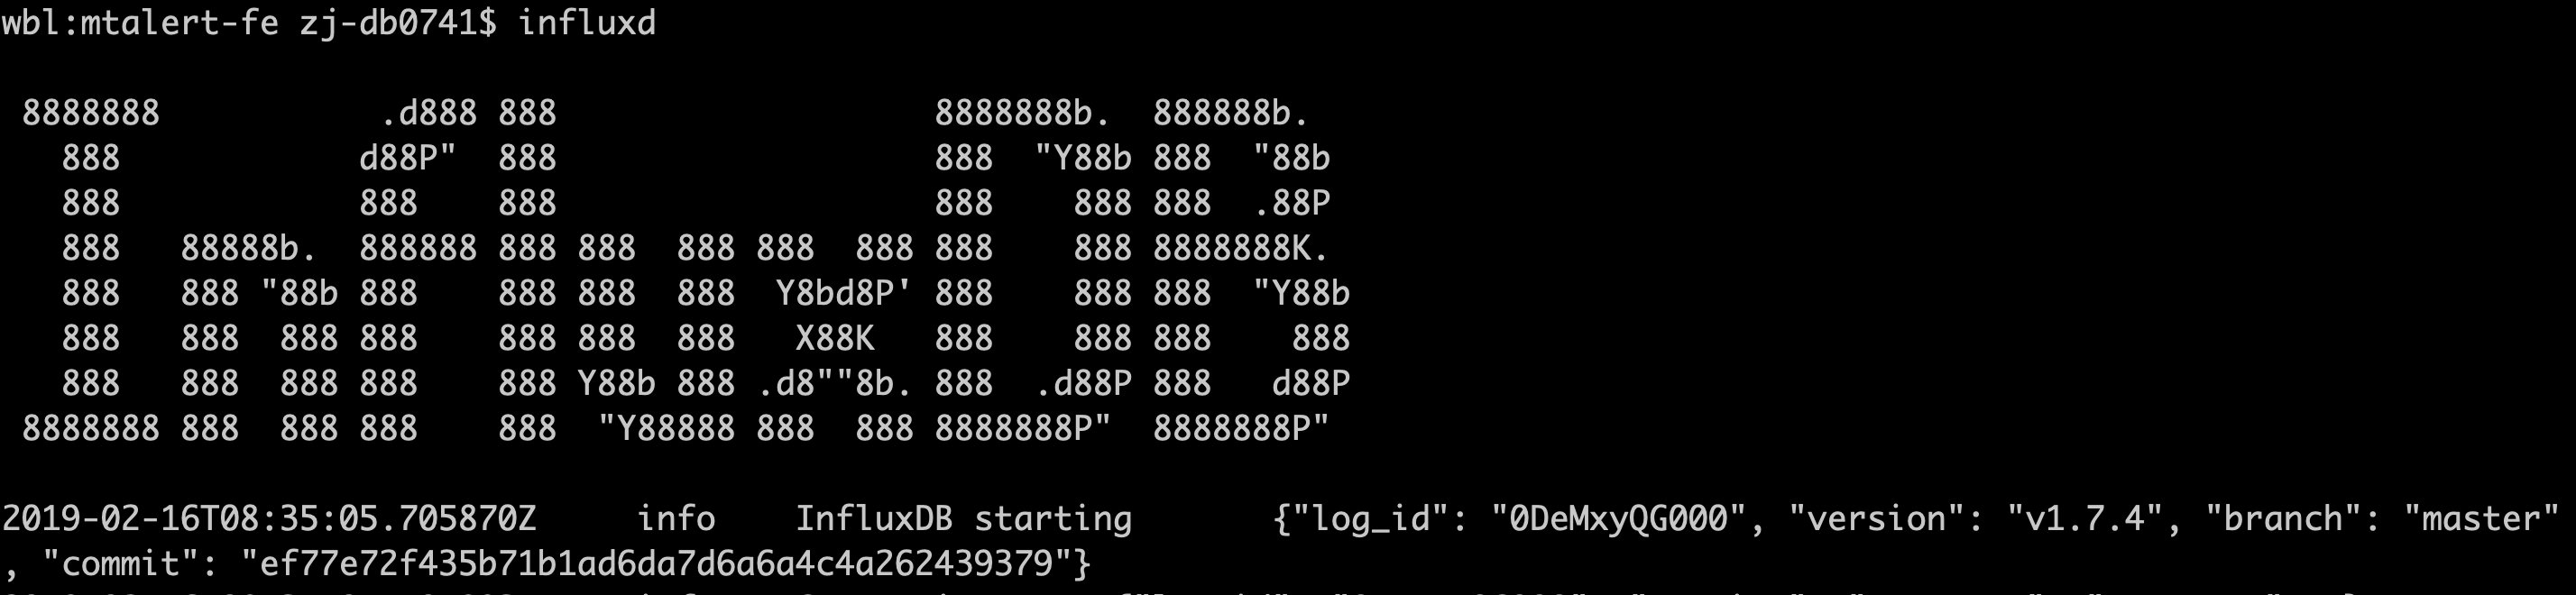 wbl:mtalert-fe zj-db0741$ influxd
 8888888           .d888 888                   8888888b.  888888b.
   888            d88P"  888                   888  "Y88b 888  "88b
   888            888    888                   888    888 888  .88P
   888   88888b.  888888 888 888  888 888  888 888    888 8888888K.
   888   888 "88b 888    888 888  888  Y8bd8P' 888    888 888  "Y88b
   888   888  888 888    888 888  888   X88K   888    888 888    888
   888   888  888 888    888 Y88b 888 .d8""8b. 888  .d88P 888   d88P
 8888888 888  888 888    888  "Y88888 888  888 8888888P"  8888888P"
2019-02-16T08:35:05.705870Z     info    InfluxDB starting       {"log_id": "0DeMxyQG000", "version": "v1.7.4", "branch": "master"
, "commit": "ef77e72f435b71b1ad6da7d6a6a4c4a262439379"}